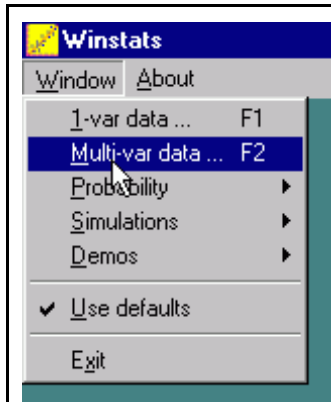 Winstats
Window About
1-var data ... F1
Multi-var data ... F2
Probability
Simulations
Demos
Use defaults
Exit